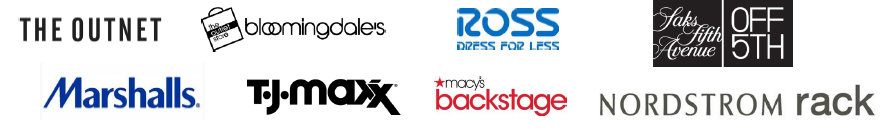 THE OUTNET
the outlet store
bloomingdale's
ROSS
DRESS FOR LESS
Saks
fifth
Avenue
OFF
5TH
Marshalls.
T·J·maxx
macy's
backstage
NORDSTROM rack